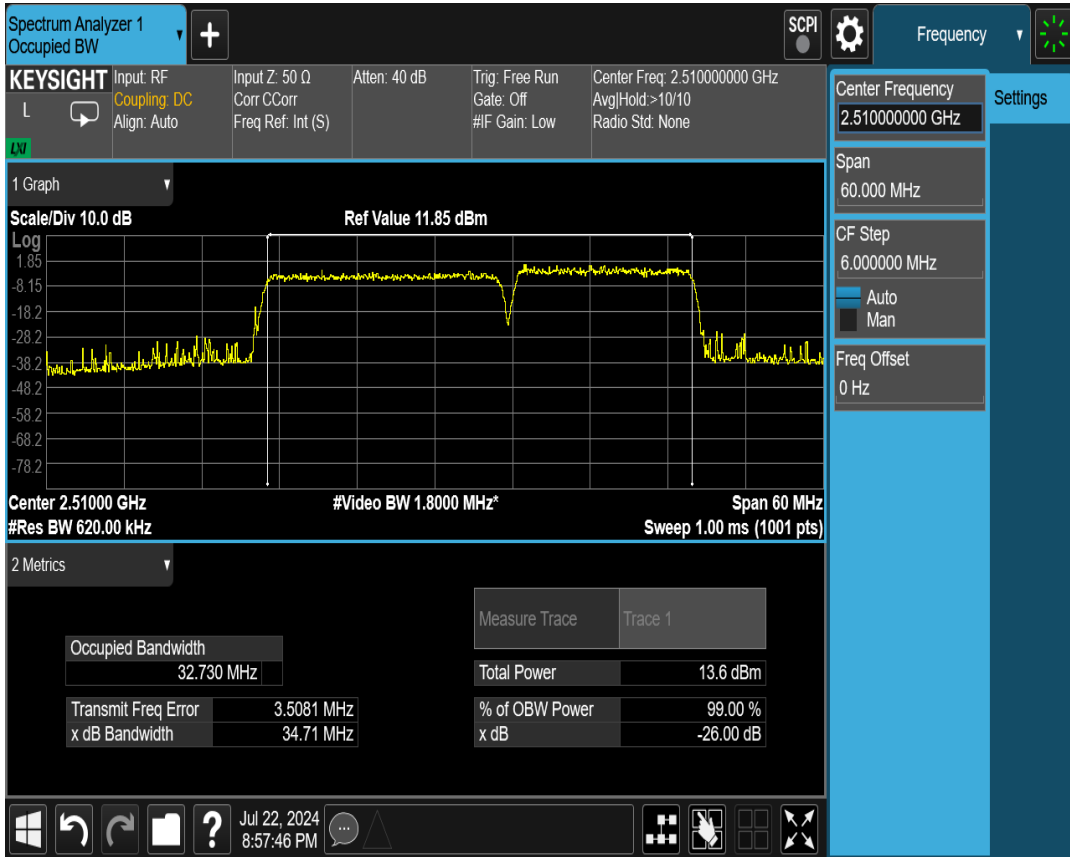 Spectrum Analyzer 1
Occupied BW
+
SCPI
Frequency
KEYSIGHT
L
LXI
Input: RF
Coupling: DC
Align: Auto
Input Z: 50 Ω
Corr CCorr
Freq Ref: Int (S)
Atten: 40 dB
Trig: Free Run
Gate: Off
#IF Gain: Low
Center Freq: 2.510000000 GHz
Avg|Hold:>10/10
Radio Std: None
Center Frequency
2.510000000 GHz
Settings
Span
60.000 MHz
CF Step
6.000000 MHz
Auto
Man
Freq Offset
0 Hz
1 Graph
Scale/Div 10.0 dB
Ref Value 11.85 dBm
Log
1.85
-8.15
-18.2
-28.2
-38.2
-48.2
-58.2
-68.2
-78.2
Center 2.51000 GHz
#Video BW 1.8000 MHz*
Span 60 MHz
#Res BW 620.00 kHz
Sweep 1.00 ms (1001 pts)
2 Metrics
Measure Trace
Trace 1
Occupied Bandwidth
32.730 MHz
Total Power 13.6 dBm
Transmit Freq Error 3.5081 MHz
% of OBW Power 99.00 %
x dB Bandwidth 34.71 MHz
x dB -26.00 dB
?
Jul 22, 2024
8:57:46 PM